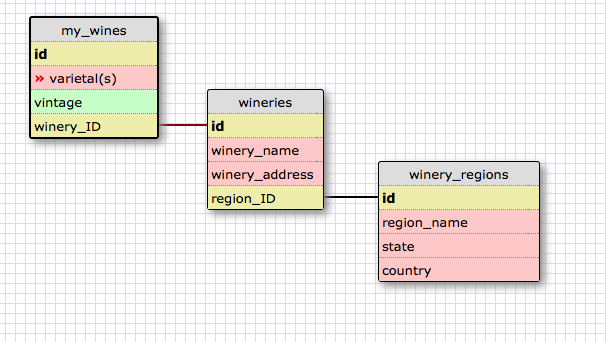 my_wines
id
» varietal(s)
vintage
winery_ID
wineries
id
winery_name
winery_address
region_ID
winery_regions
id
region_name
state
country